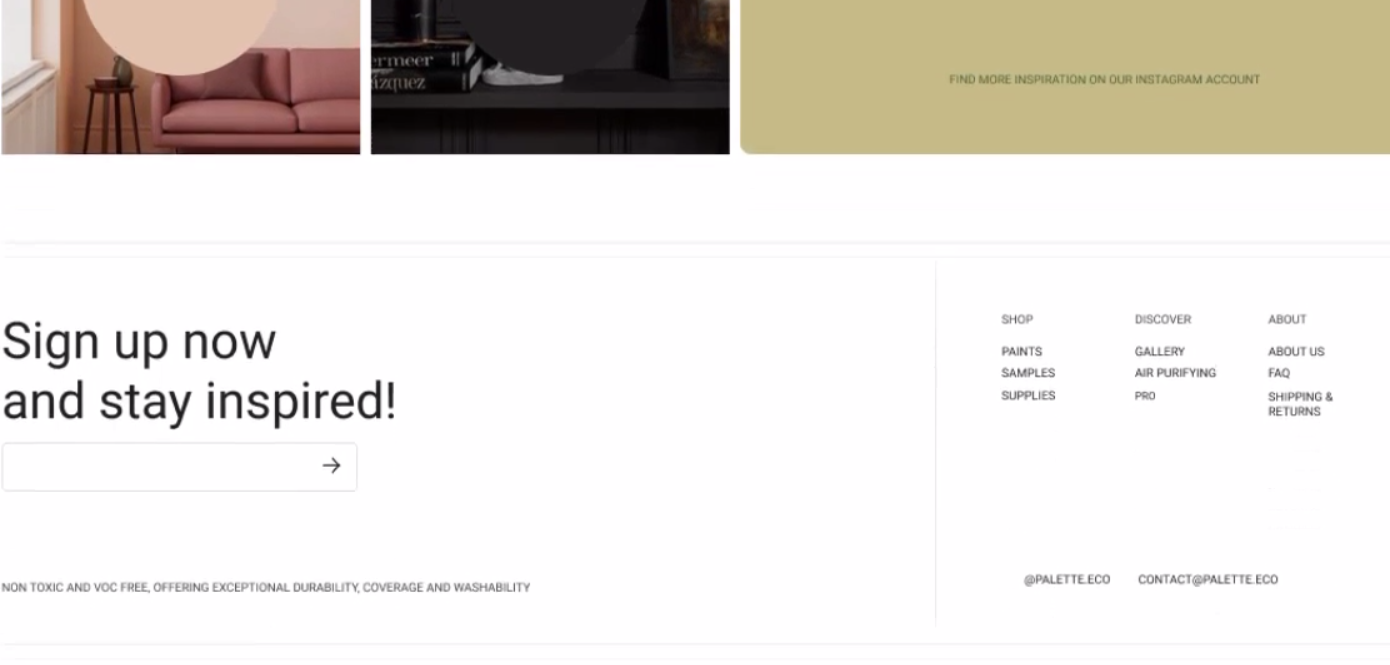 ermeer
ázquez
FIND MORE INSPIRATION ON OUR INSTAGRAM ACCOUNT
Sign up now
and stay inspired!
→
NON TOXIC AND VOC FREE, OFFERING EXCEPTIONAL DURABILITY, COVERAGE AND WASHABILITY
SHOP
PAINTS
SAMPLES
SUPPLIES
DISCOVER
GALLERY
AIR PURIFYING
PRO
ABOUT
ABOUT US
FAQ
SHIPPING &
RETURNS
@PALETTE.ECO
CONTACT@PALETTE.ECO